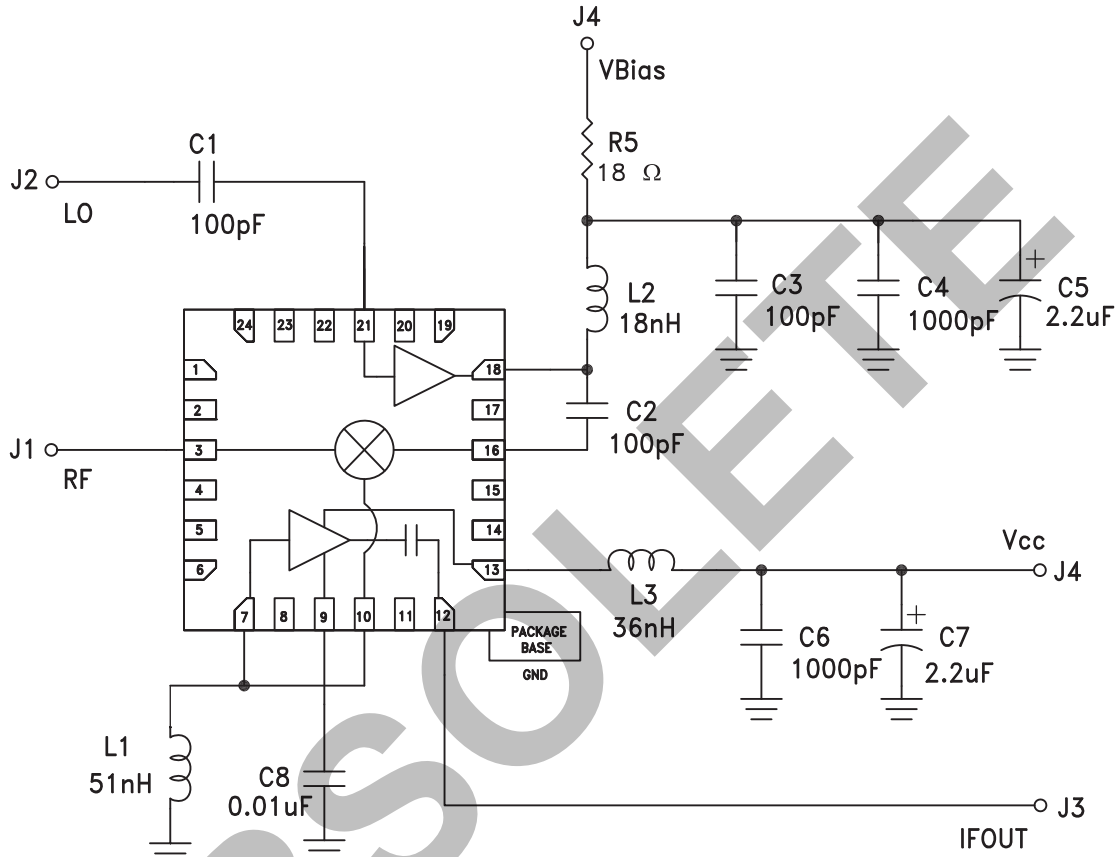 J4
VBias
R5
18 Ω
C1
J2
LO
100pF
L2
18nH
C3
100pF
C4
1000pF
+
C5
2.2uF
24
23
22
21
20
19
1
2
3
4
5
6
18
17
16
15
14
13
C2
100pF
J1
RF
7
8
9
10
11
12
PACKAGE
BASE
GND
L3
36nH
Vcc
J4
C6
1000pF
+
C7
2.2uF
L1
51nH
C8
0.01uF
J3
IFOUT
OBSOLETE